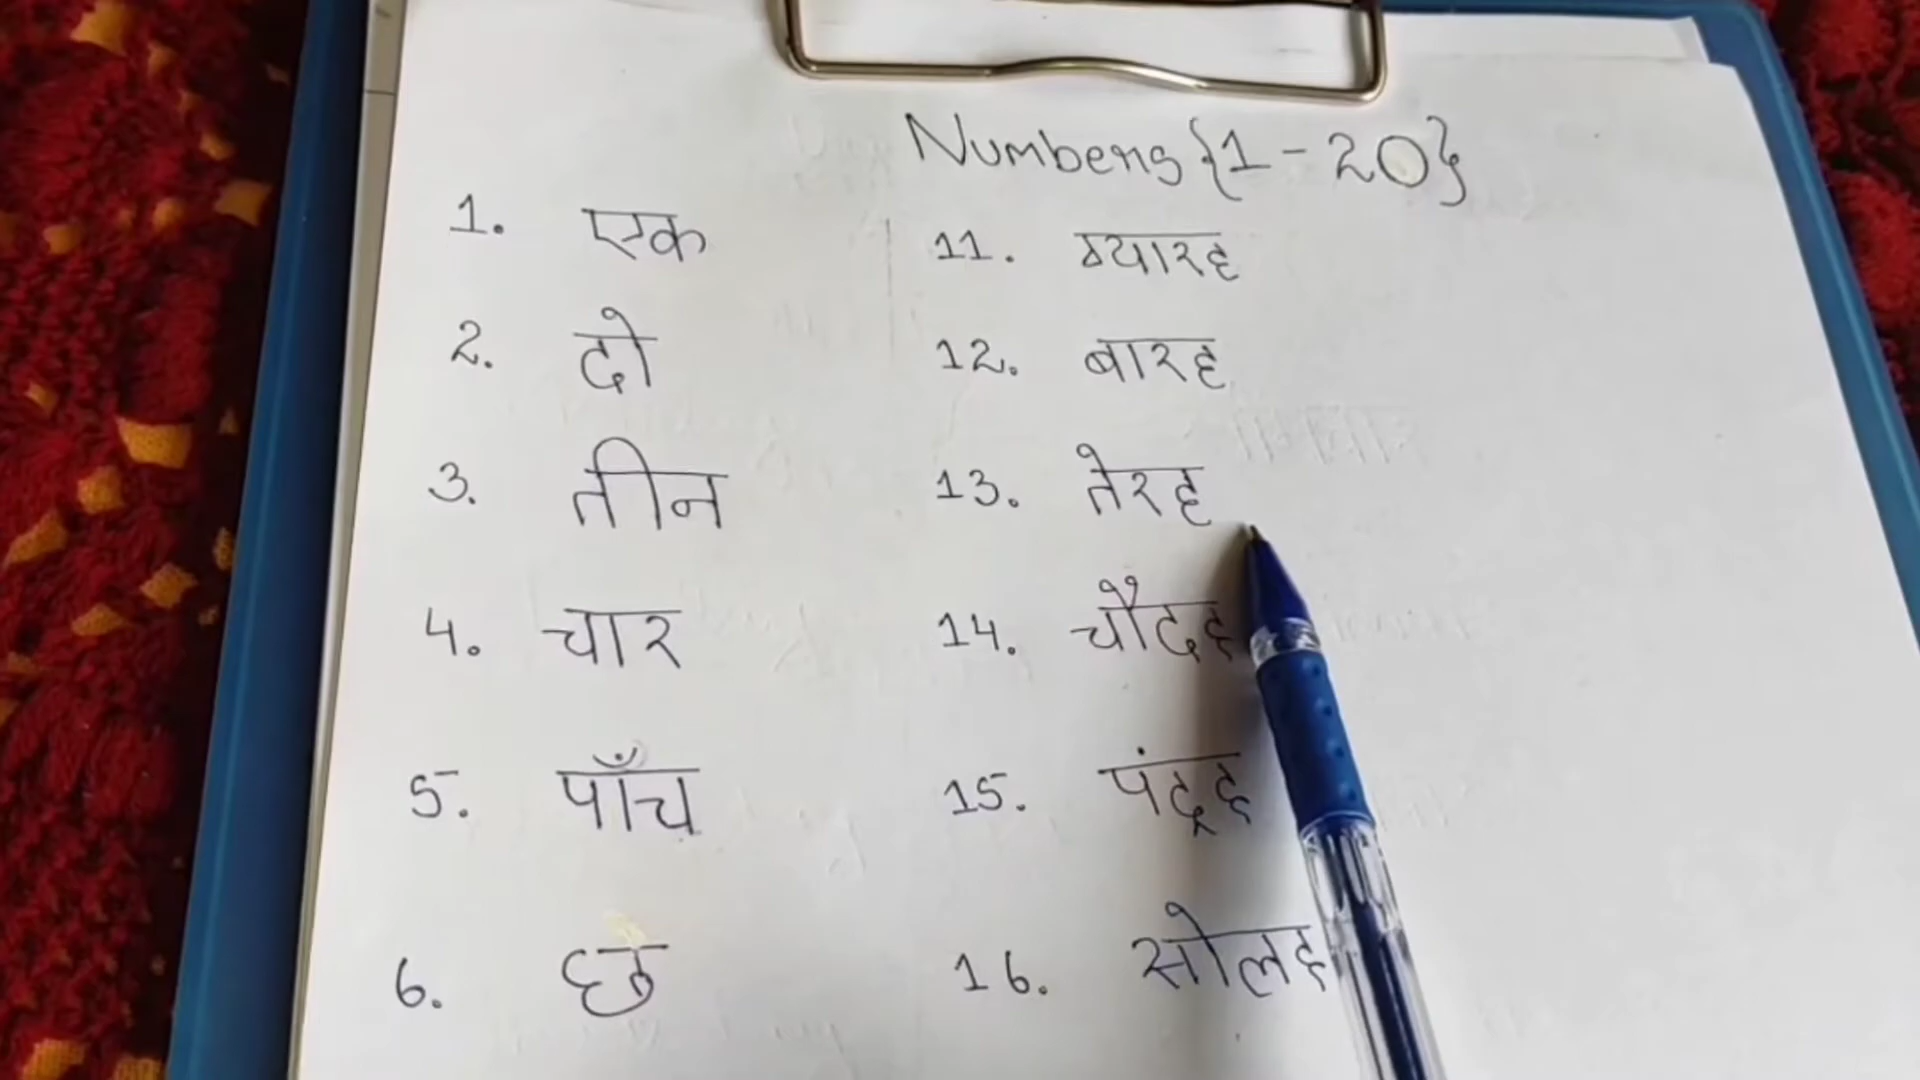 Numbers {1-20}
1. एक
2. दो
3. तीन
4. चार
5. पाँच
6. छ
11. ग्यारह
12. बारह
13. तेरह
14. चौदह
15. पंद्रह
16. सोलह